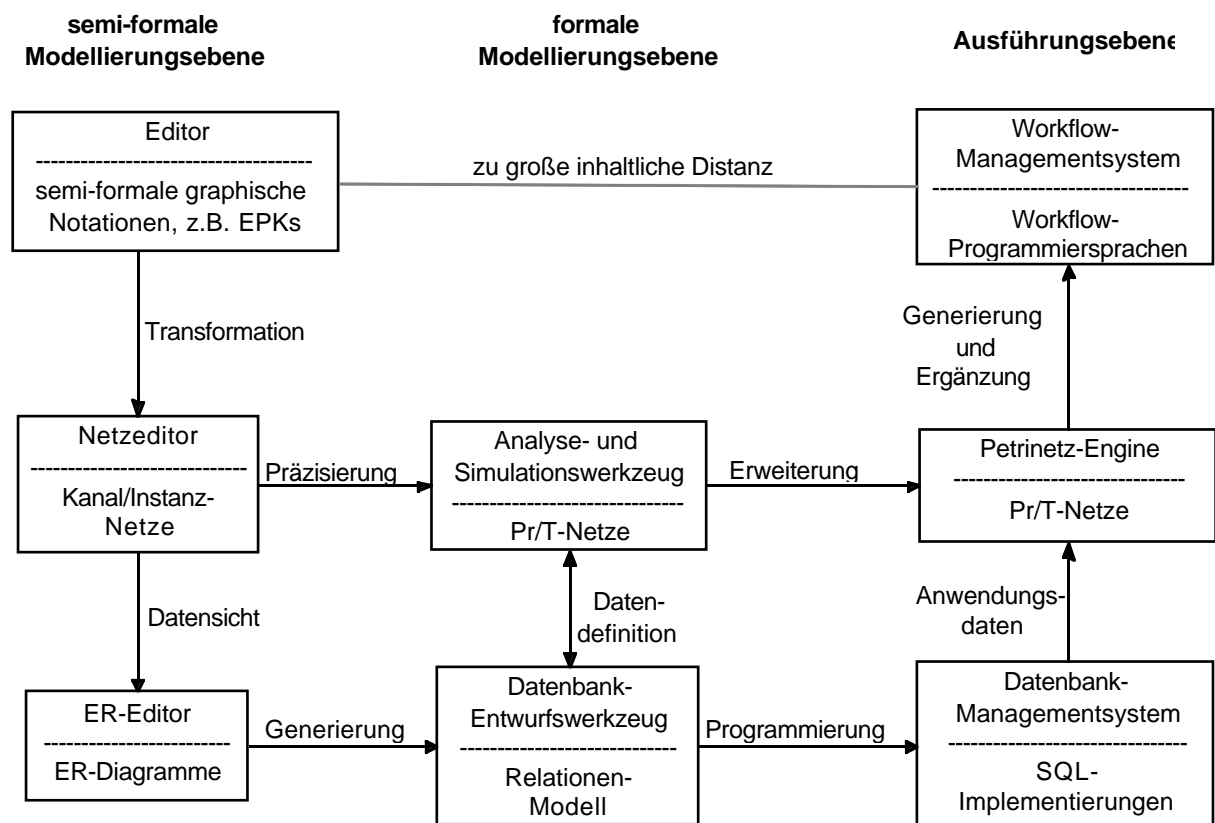 semi-formale
Modellierungsebene
formale
Modellierungsebene
Ausführungsebene
Editor
semi-formale graphische
Notationen, z.B. EPKs
zu große inhaltliche Distanz
Workflow-
Managementsystem
Workflow-
Programmiersprachen
Transformation
Generierung
und
Ergänzung
Netzeditor
Kanal/Instanz-
Netze
Präzisierung
Analyse- und
Simulationswerkzeug
Pr/T-Netze
Erweiterung
Petrinetz-Engine
Pr/T-Netze
Datensicht
Daten-
definition
Anwendungs-
daten
ER-Editor
ER-Diagramme
Generierung
Datenbank-
Entwurfswerkzeug
Relationen-
Modell
Programmierung
Datenbank-
Managementsystem
SQL-
Implementierungen